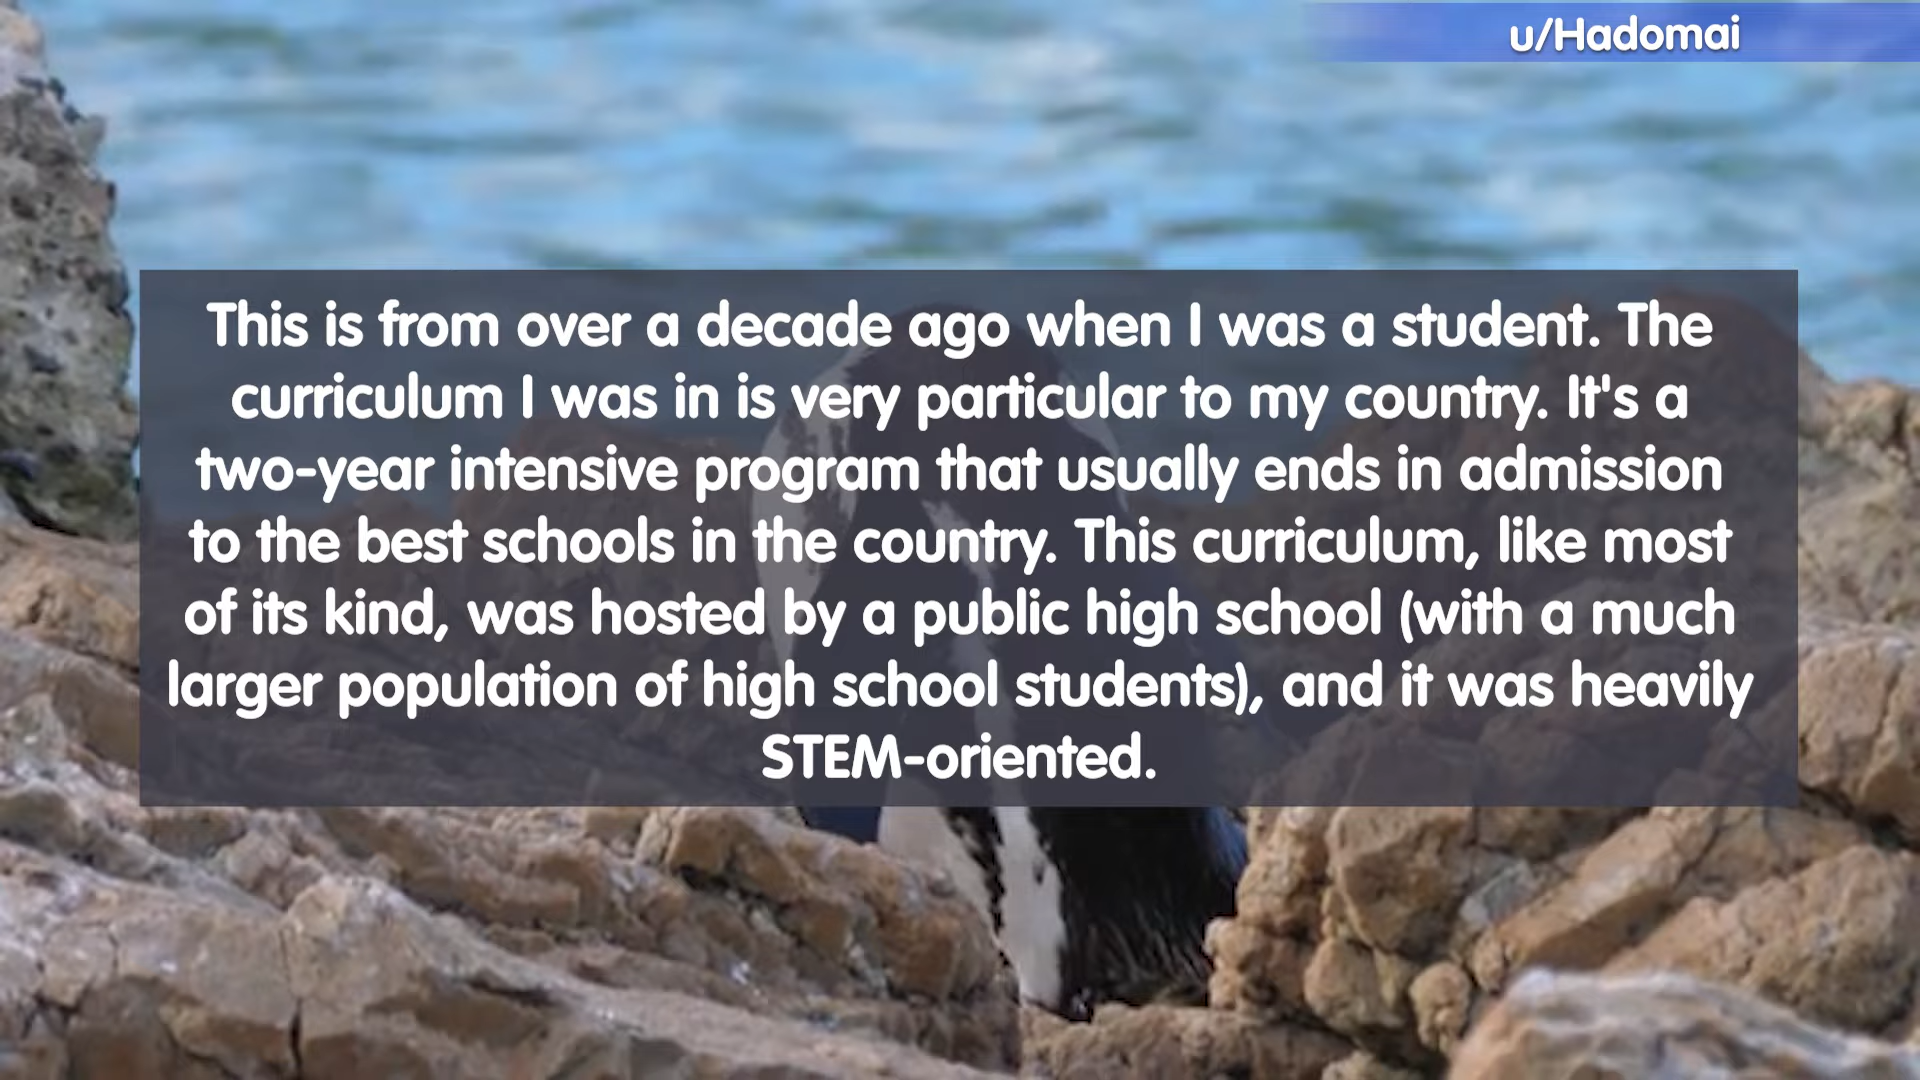 u/Hadomai
This is from over a decade ago when I was a student. The
curriculum I was in is very particular to my country. It's a
two-year intensive program that usually ends in admission
to the best schools in the country. This curriculum, like most
of its kind, was hosted by a public high school (with a much
larger population of high school students), and it was heavily
STEM-oriented.